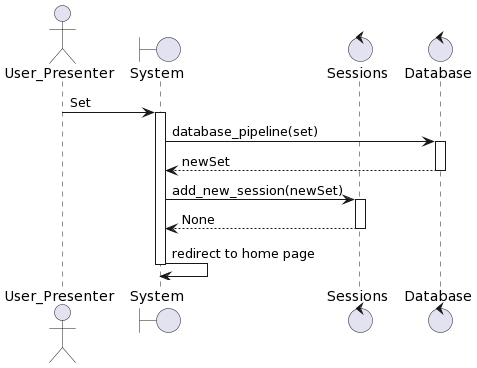 User_Presenter System Sessions Database
Set
database_pipeline(set)
newSet
add_new_session(newSet)
None
redirect to home page
User_Presenter System Sessions Database